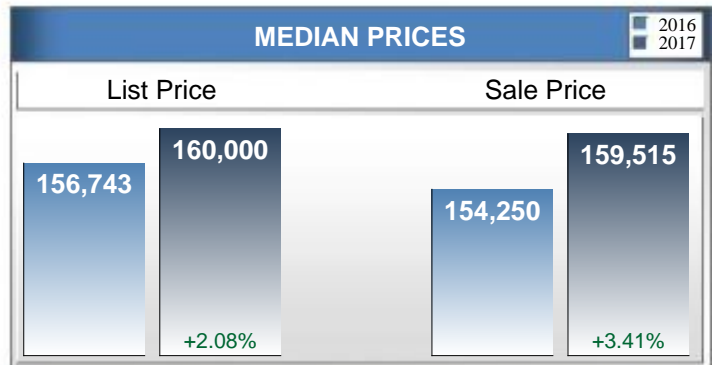 MEDIAN PRICES
2016
2017
List Price
Sale Price
156,743
160,000
+2.08%
154,250
159,515
+3.41%